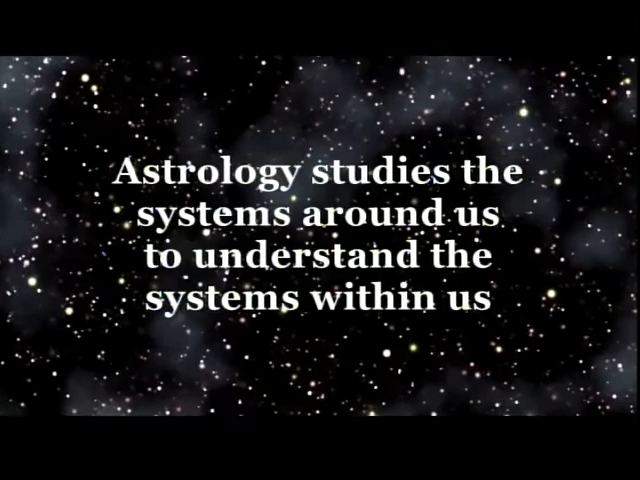 Astrology studies the
systems around us
to understand the
systems within us